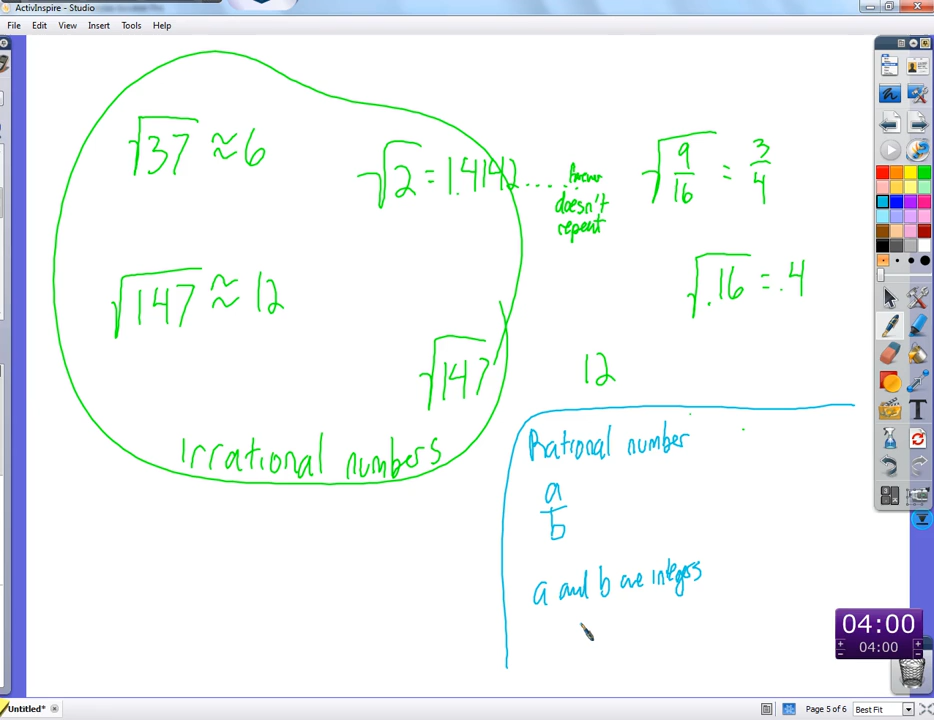 ActivInspire - Studio
File Edit View Insert Tools Help
√37 ≈ 6
√2 = 1.4142.....
forever
doesn't
repeat
√9/16 = 3/4
√147 ≈ 12
√.16 = .4
√147
12
Irrational numbers
Rational number
a
b
a and b are integers
04:00
04:00
Untitled*
Page 5 of 6
Best Fit